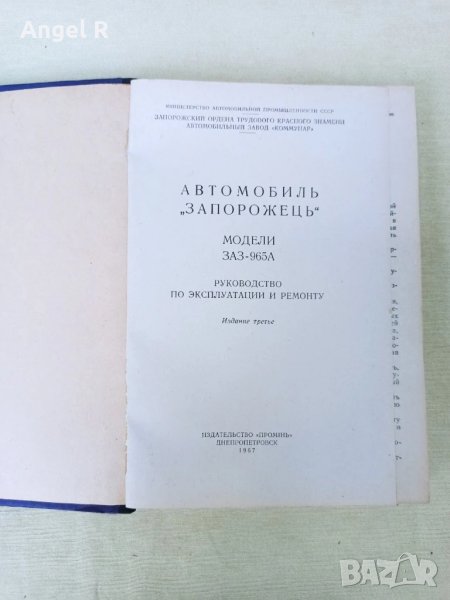 Angel R
МИНИСТЕРСТВО АВТОМОБИЛЬНОЙ ПРОМЫШЛЕННОСТИ СССР
ЗАПОРОЖСКИЙ ОРДЕНА ТРУДОВОГО КРАСНОГО ЗНАМЕНИ
АВТОМОБИЛЬНЫЙ ЗАВОД «КОММУНАР»
АВТОМОБИЛЬ
„ЗАПОРОЖЕЦЬ“
МОДЕЛИ
ЗАЗ-965А
РУКОВОДСТВО
ПО ЭКСПЛУАТАЦИИ И РЕМОНТУ
Издание третье
ИЗДАТЕЛЬСТВО «ПРОМІНЬ»
ДНЕПРОПЕТРОВСК
1967
BAZAR